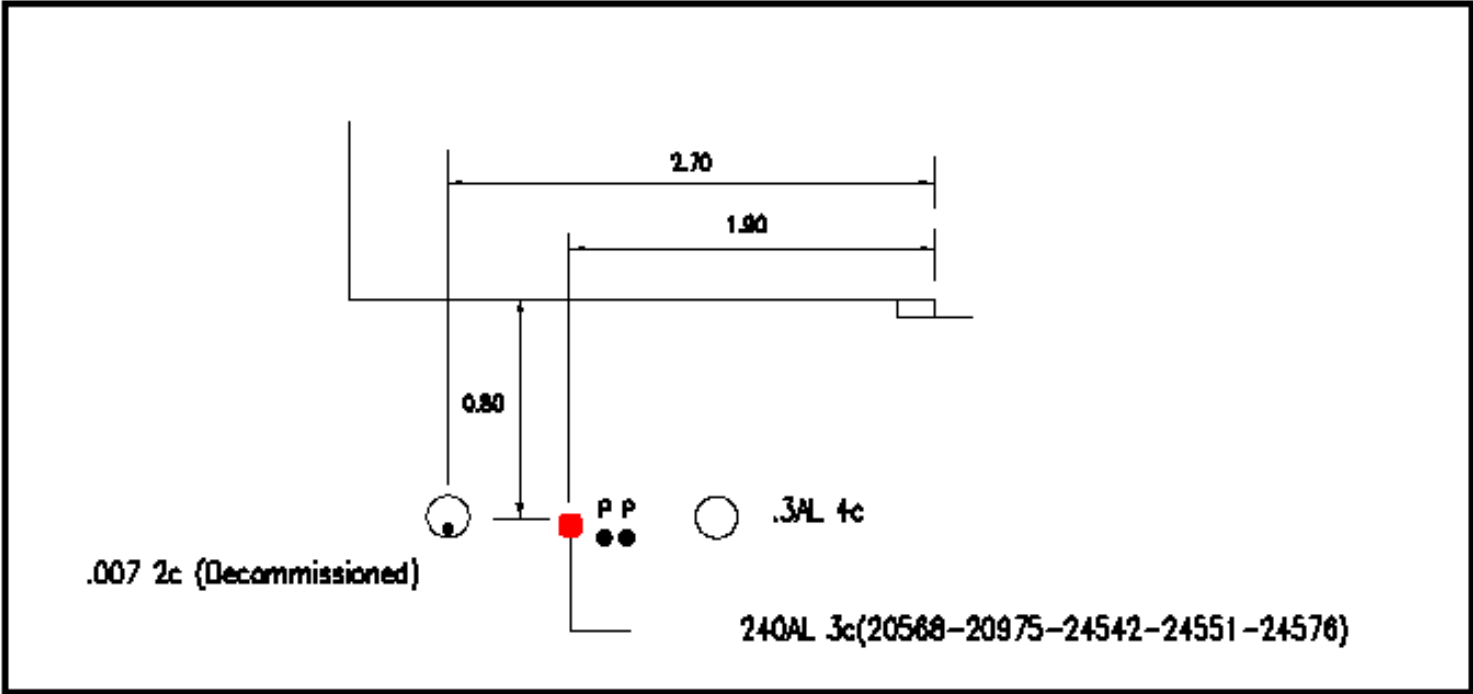 2.70
1.90
0.80
P P
.3AL 4c
.007 2c (Decommissioned)
240AL 3c(20568-20975-24542-24551-24576)